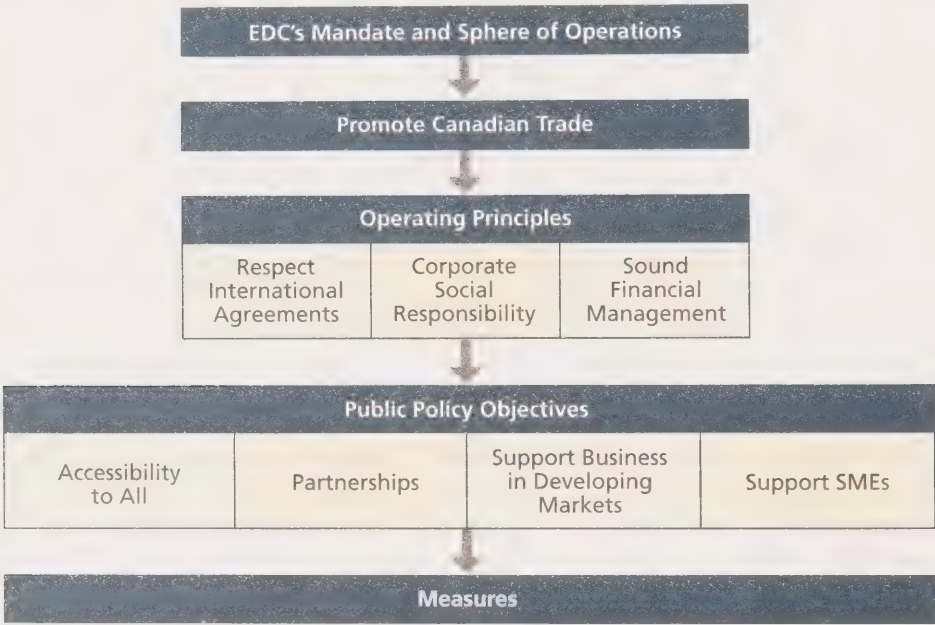 EDC's Mandate and Sphere of Operations
Promote Canadian Trade
Operating Principles
Respect
International
Agreements
Corporate
Social
Responsibility
Sound
Financial
Management
Public Policy Objectives
Accessibility
to All
Partnerships
Support Business
in Developing
Markets
Support SMEs
Measures